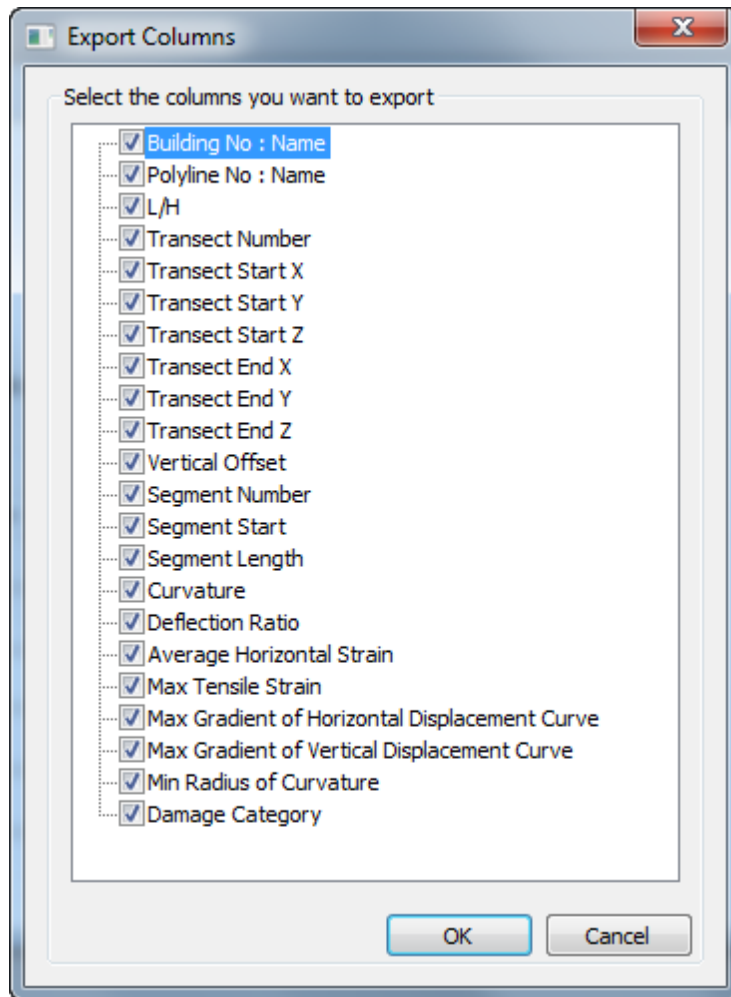 Export Columns
Select the columns you want to export
Building No : Name
Polyline No : Name
L/H
Transect Number
Transect Start X
Transect Start Y
Transect Start Z
Transect End X
Transect End Y
Transect End Z
Vertical Offset
Segment Number
Segment Start
Segment Length
Curvature
Deflection Ratio
Average Horizontal Strain
Max Tensile Strain
Max Gradient of Horizontal Displacement Curve
Max Gradient of Vertical Displacement Curve
Min Radius of Curvature
Damage Category
OK Cancel